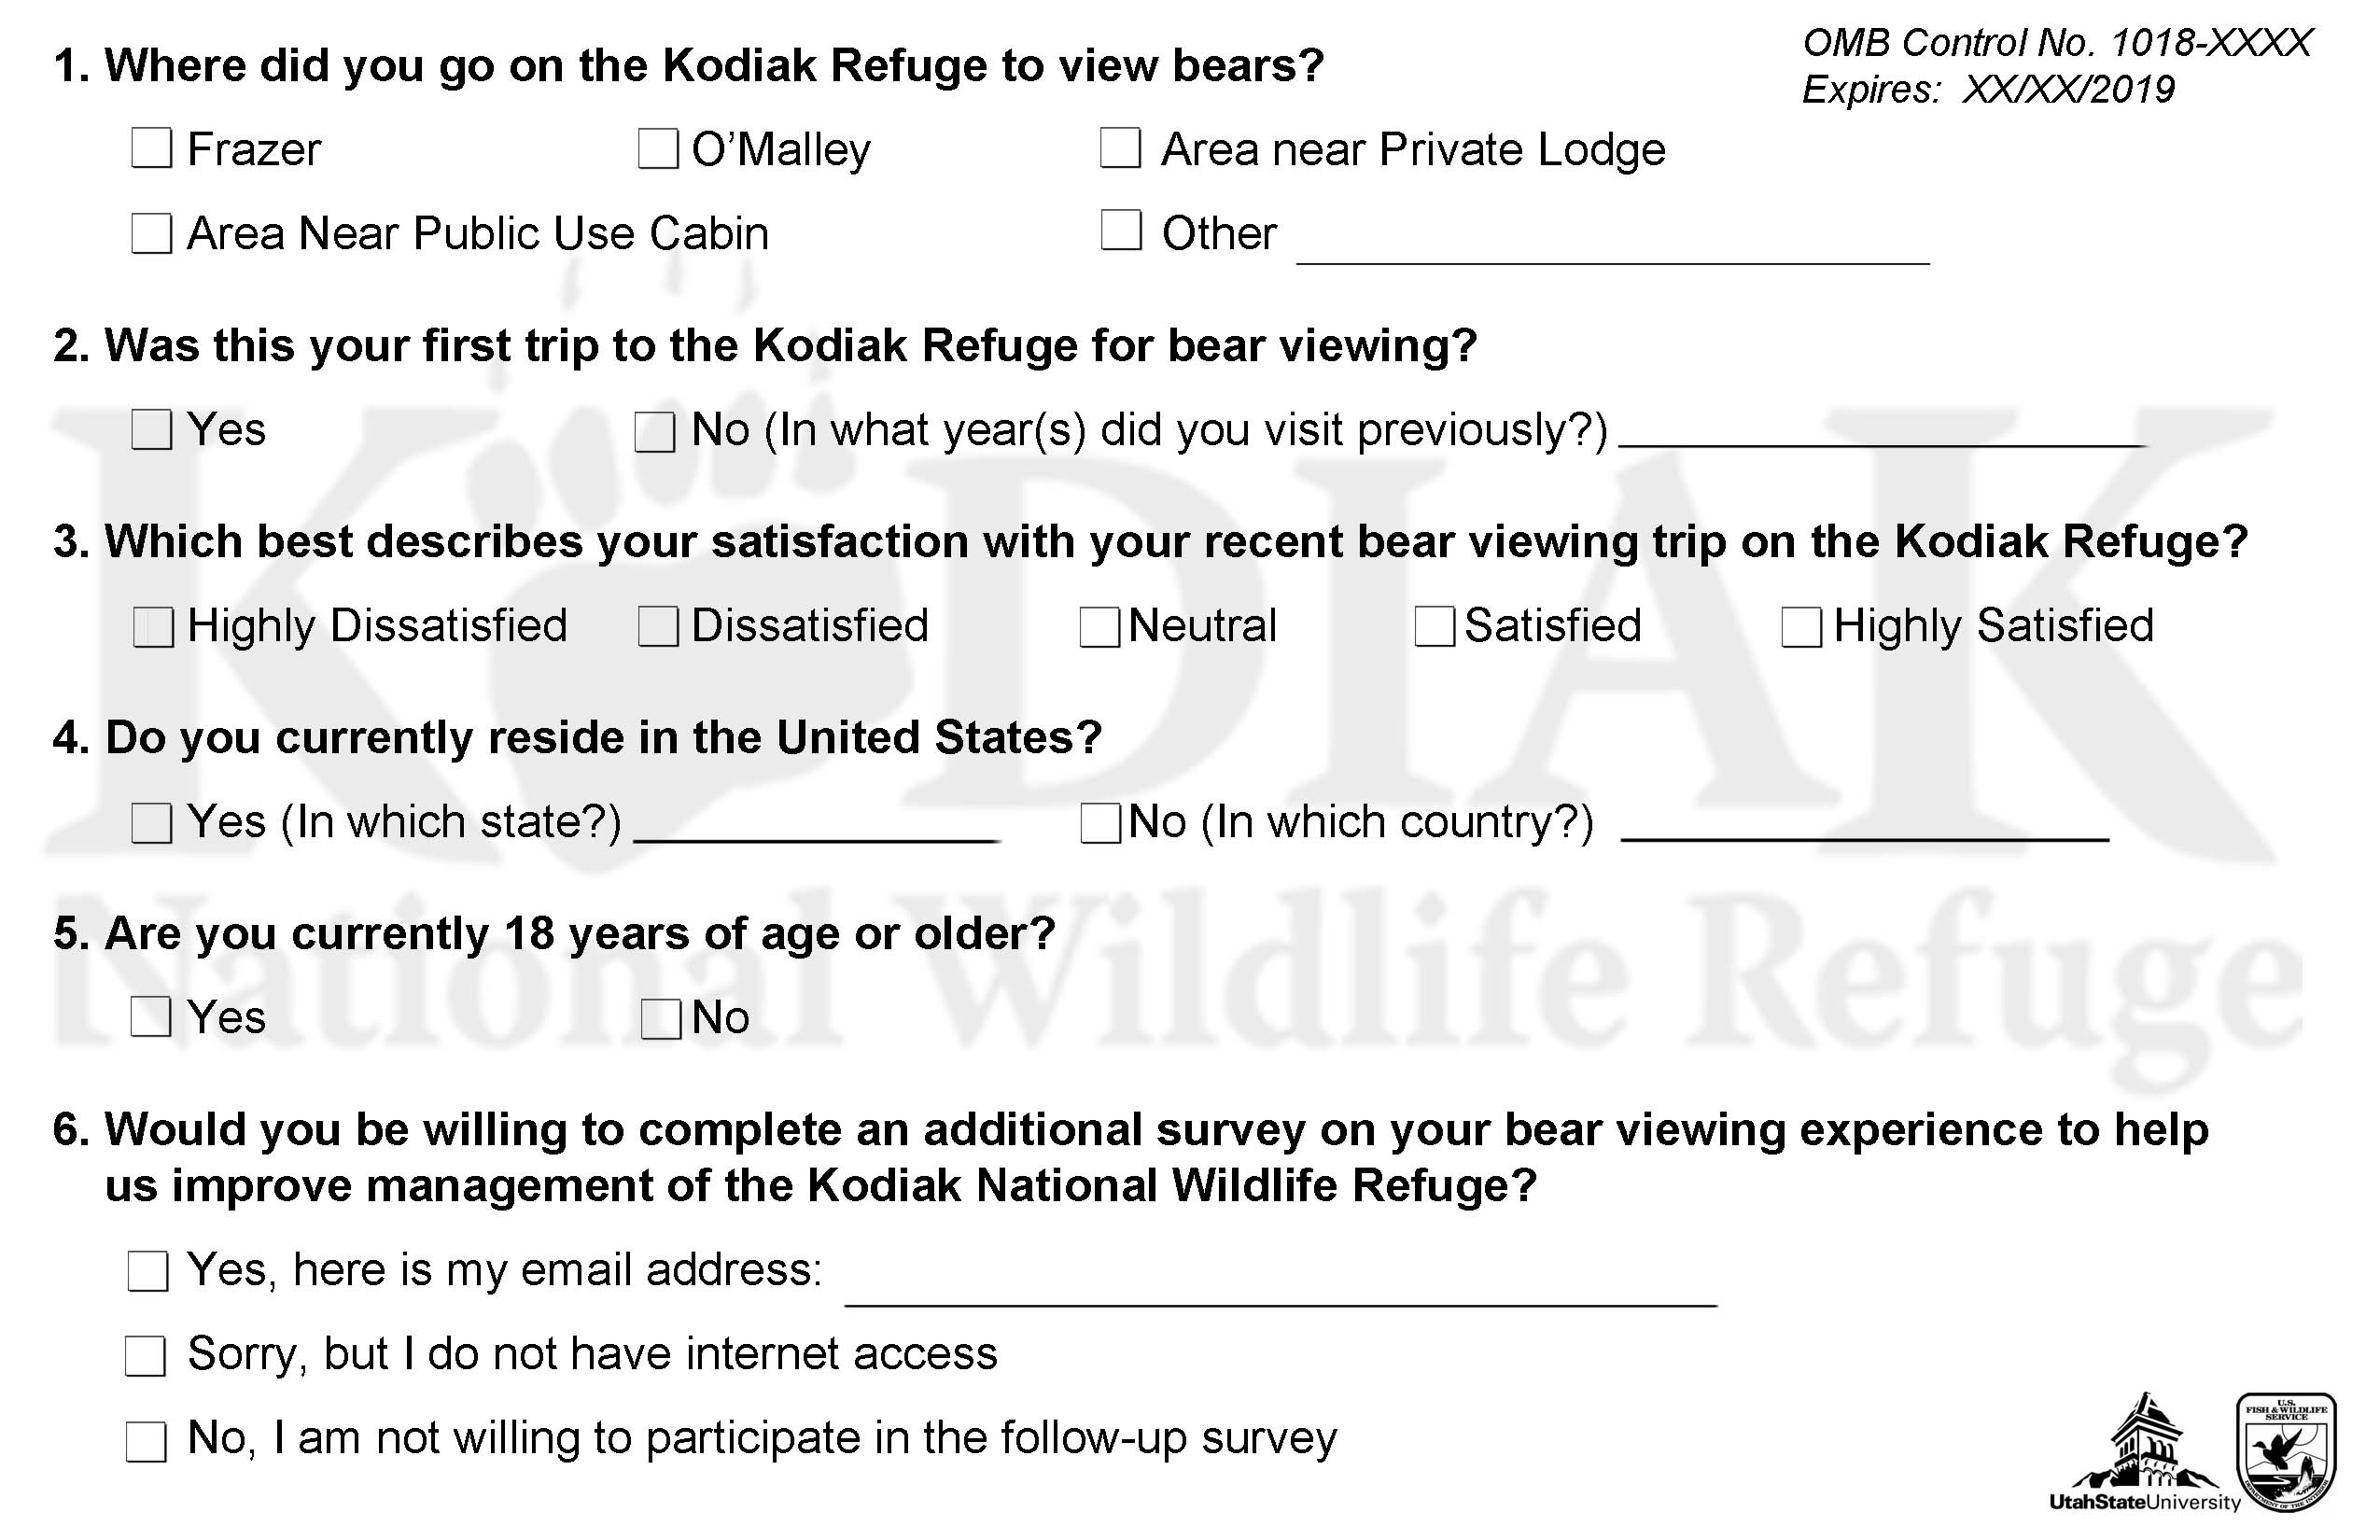 OMB Control No. 1018-XXXX
Expires: XX/XX/2019
1. Where did you go on the Kodiak Refuge to view bears?
Frazer O’Malley Area near Private Lodge
Area Near Public Use Cabin Other
2. Was this your first trip to the Kodiak Refuge for bear viewing?
Yes No (In what year(s) did you visit previously?)
3. Which best describes your satisfaction with your recent bear viewing trip on the Kodiak Refuge?
Highly Dissatisfied Dissatisfied Neutral Satisfied Highly Satisfied
4. Do you currently reside in the United States?
Yes (In which state?) No (In which country?)
5. Are you currently 18 years of age or older?
Yes No
6. Would you be willing to complete an additional survey on your bear viewing experience to help
us improve management of the Kodiak National Wildlife Refuge?
Yes, here is my email address:
Sorry, but I do not have internet access
No, I am not willing to participate in the follow-up survey
KODIAK
National Wildlife Refuge
UtahStateUniversity
U.S.
FISH & WILDLIFE
SERVICE
DEPARTMENT OF THE INTERIOR